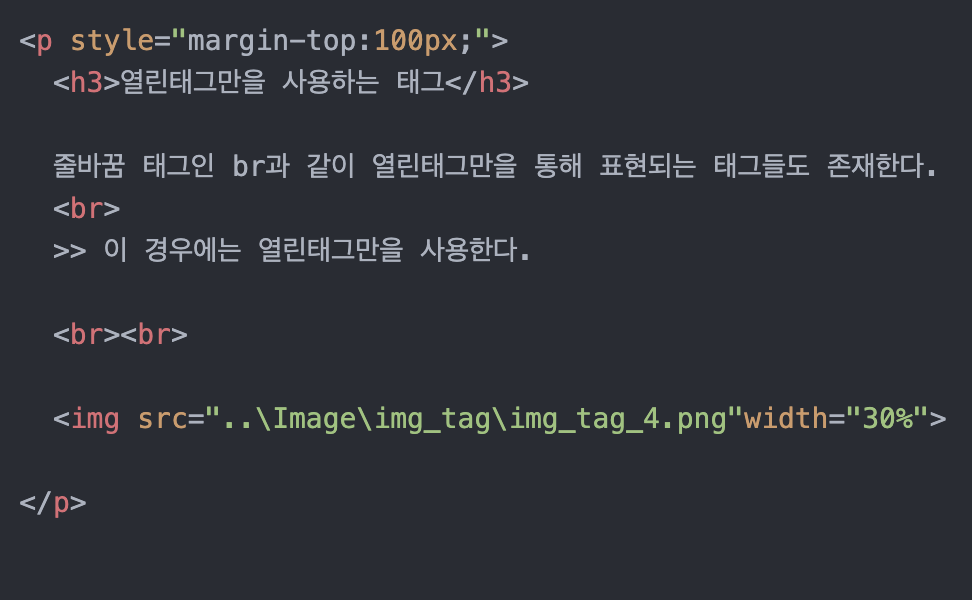 <p style="margin-top:100px;">
<h3>열린태그만을 사용하는 태그</h3>
줄바꿈 태그인 br과 같이 열린태그만을 통해 표현되는 태그들도 존재한다.
<br>
>> 이 경우에는 열린태그만을 사용한다.
<br><br>
<img src="..\Image\img_tag\img_tag_4.png"width="30%">
</p>